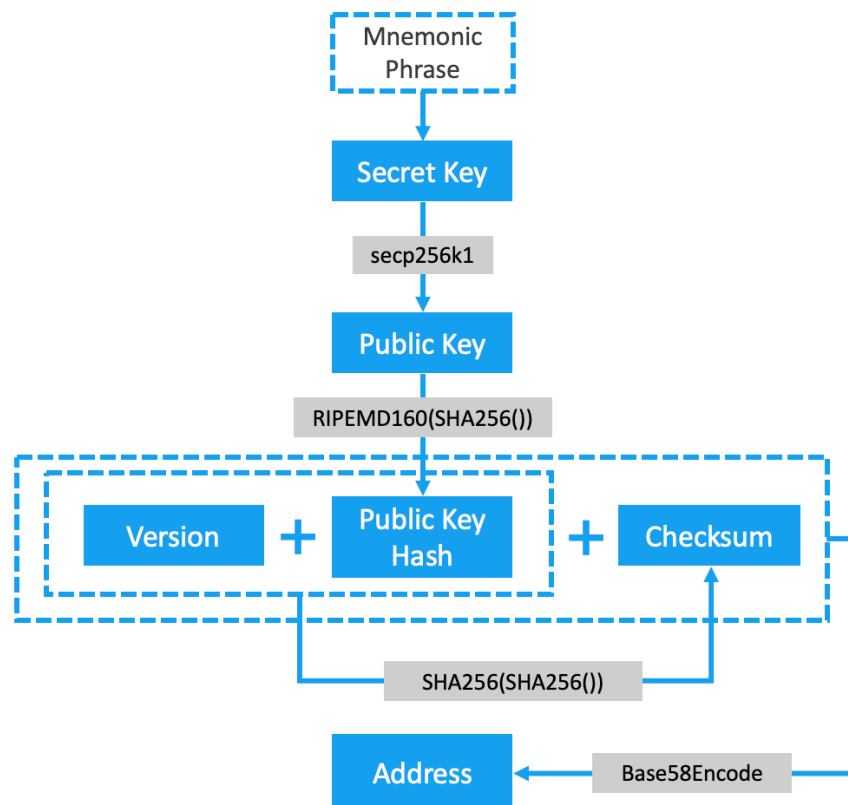 Mnemonic
Phrase
Secret Key
secp256k1
Public Key
RIPEMD160(SHA256())
Version + Public Key + Checksum
Hash
SHA256(SHA256())
Address
Base58Encode